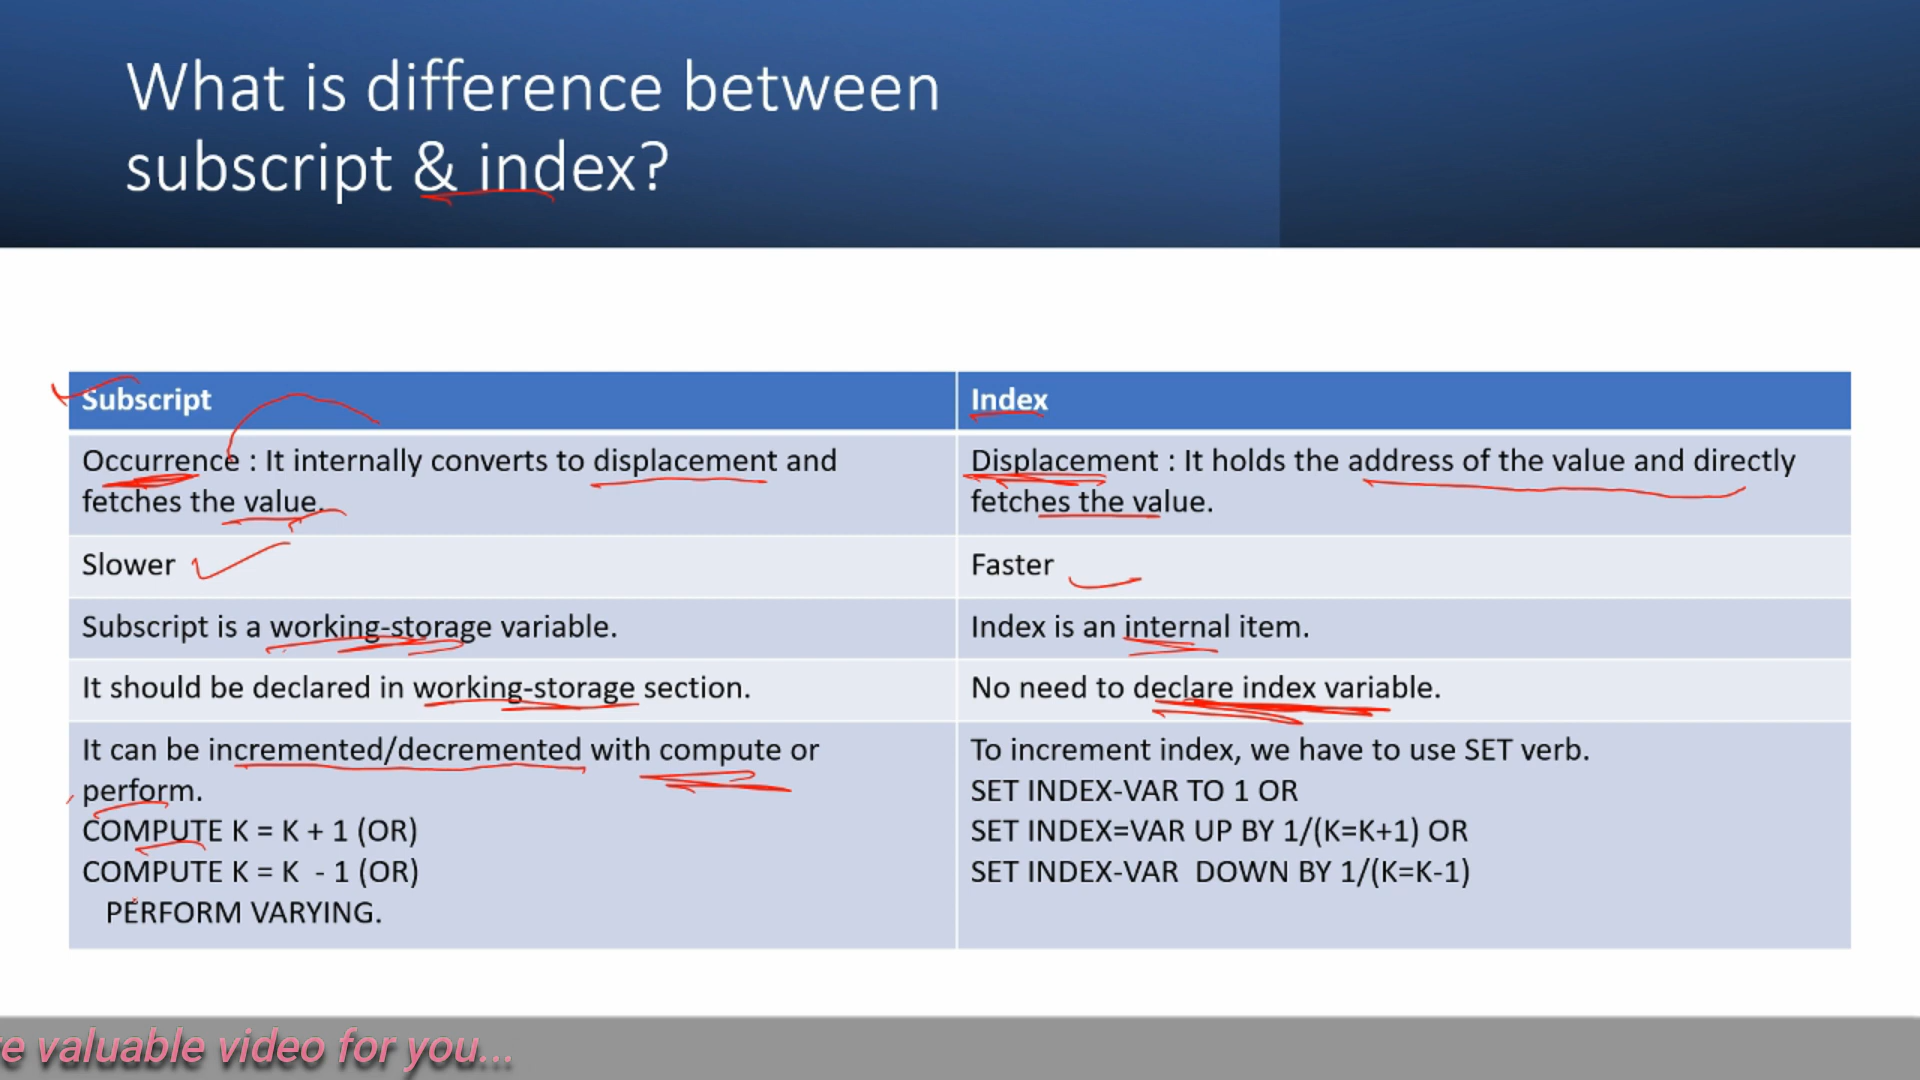 What is difference between
subscript & index?
Subscript
Index
Occurrence : It internally converts to displacement and
fetches the value.
Displacement : It holds the address of the value and directly
fetches the value.
Slower
Faster
Subscript is a working-storage variable.
Index is an internal item.
It should be declared in working-storage section.
No need to declare index variable.
It can be incremented/decremented with compute or
perform.
COMPUTE K = K + 1 (OR)
COMPUTE K = K - 1 (OR)
PERFORM VARYING.
To increment index, we have to use SET verb.
SET INDEX-VAR TO 1 OR
SET INDEX=VAR UP BY 1/(K=K+1) OR
SET INDEX-VAR DOWN BY 1/(K=K-1)
e valuable video for you...